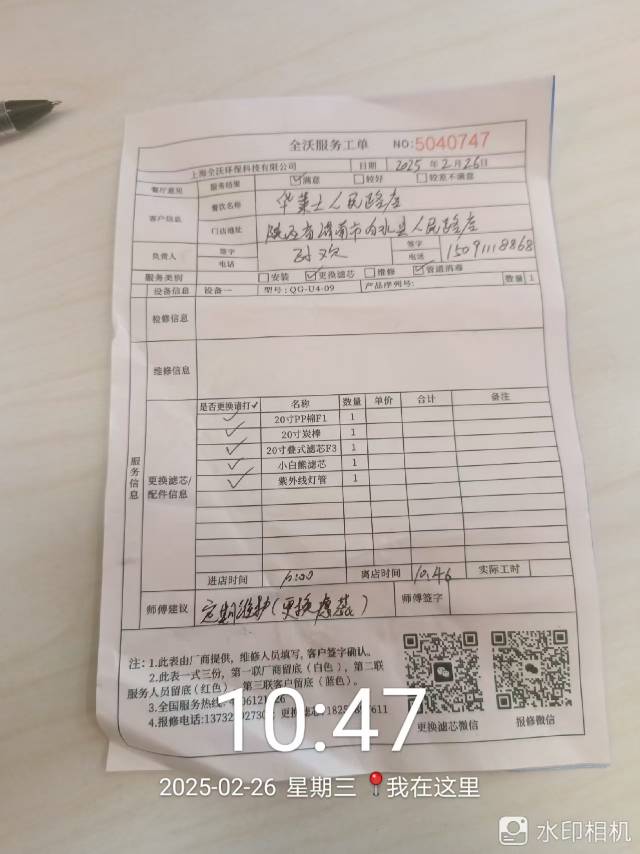 全沃服务工单 NO:5040747
上海全沃环保科技有限公司 日期 2025年2月26日
餐厅意见 服务结果 ☑满意 □较好 □较差不满意
客户信息 餐饮名称 华莱士人民路店
门店地址 陕西省渭南市白水县人民路店
负责人 签字 签字
电话 电话 15091118868
服务类别 □安装 ☑更换滤芯 □维修 ☑管道消毒
设备信息 设备一 型号:QG-U4-09 产品序列号: 数量 1
检修信息
维修信息
服务信息
更换滤芯/配件信息
是否更换请打✓ 名称 数量 单价 合计 备注
✓ 20寸PP棉F1 1
✓ 20寸炭棒 1
✓ 20寸叠式滤芯F3 1
✓ 小白熊滤芯 1
✓ 紫外线灯管 1
进店时间 离店时间 10:46 实际工时
师傅建议 定期维护(更换滤芯) 师傅签字
注: 1.此表由厂商提供, 维修人员填写, 客户签字确认。
2.此表一式三份, 第一联厂商留底(白色), 第二联
服务人员留底(红色) 第三联客户留底(蓝色)。
3.全国服务热线:
4.报修电话: 更换滤芯
更换滤芯微信 报修微信
10:47
2025-02-26 星期三 📍我在这里
水印相机